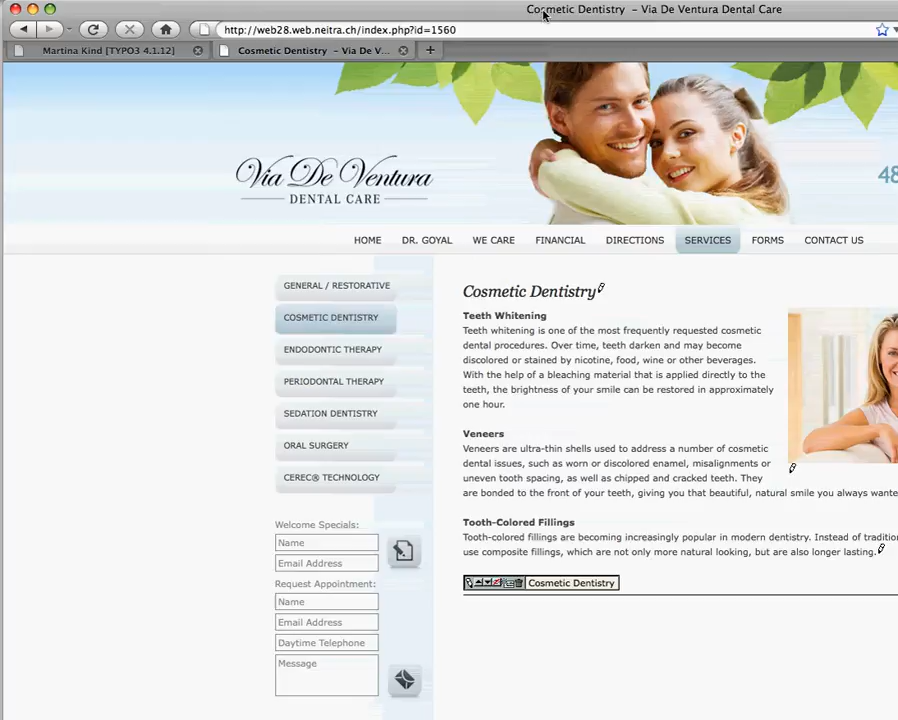 Cosmetic Dentistry – Via De Ventura Dental Care
http://web28.web.neitra.ch/index.php?id=1560
Martina Kind [TYPO3 4.1.12]
Cosmetic Dentistry – Via De V...
Via De Ventura
DENTAL CARE
48
HOME
DR. GOYAL
WE CARE
FINANCIAL
DIRECTIONS
SERVICES
FORMS
CONTACT US
GENERAL / RESTORATIVE
COSMETIC DENTISTRY
ENDODONTIC THERAPY
PERIODONTAL THERAPY
SEDATION DENTISTRY
ORAL SURGERY
CEREC® TECHNOLOGY
Welcome Specials:
Name
Email Address
Request Appointment:
Name
Email Address
Daytime Telephone
Message
Cosmetic Dentistry
Teeth Whitening
Teeth whitening is one of the most frequently requested cosmetic
dental procedures. Over time, teeth darken and may become
discolored or stained by nicotine, food, wine or other beverages.
With the help of a bleaching material that is applied directly to the
teeth, the brightness of your smile can be restored in approximately
one hour.
Veneers
Veneers are ultra-thin shells used to address a number of cosmetic
dental issues, such as worn or discolored enamel, misalignments or
uneven tooth spacing, as well as chipped and cracked teeth. They
are bonded to the front of your teeth, giving you that beautiful, natural smile you always wante
Tooth-Colored Fillings
Tooth-colored fillings are becoming increasingly popular in modern dentistry. Instead of traditio
use composite fillings, which are not only more natural looking, but are also longer lasting.
Cosmetic Dentistry